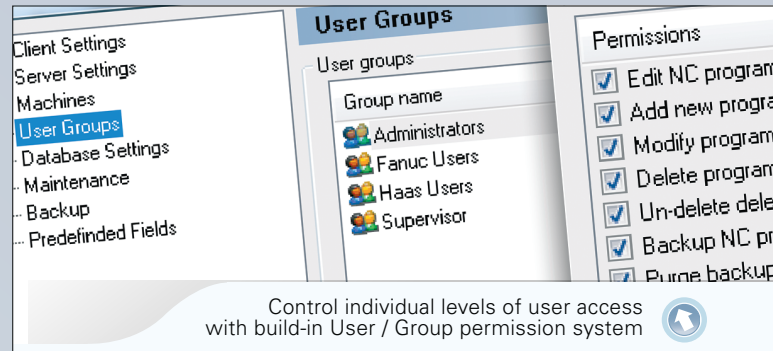 Client Settings
Server Settings
Machines
User Groups
Database Settings
Maintenance
Backup
Predefinded Fields
User Groups
User groups
Group name
Administrators
Fanuc Users
Haas Users
Supervisor
Permissions
Edit NC program
Add new progra
Modify program
Delete program
Un-delete dele
Backup NC pr
Purge backup
Control individual levels of user access
with build-in User / Group permission system